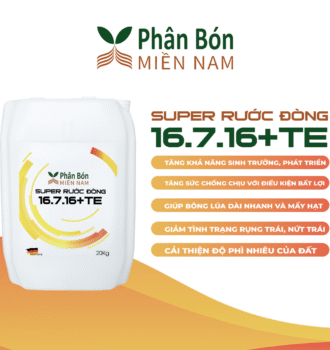 Phân Bón
MIỀN NAM
SUPER RƯỚC ĐÒNG
16.7.16+TE
TĂNG KHẢ NĂNG SINH TRƯỞNG, PHÁT TRIỂN
TĂNG SỨC CHỐNG CHỊU VỚI ĐIỀU KIỆN BẤT LỢI
GIÚP BÔNG LÚA DÀI NHANH VÀ MẨY HẠT
GIẢM TÌNH TRẠNG RỤNG TRÁI, NỨT TRÁI
CẢI THIỆN ĐỘ PHÌ NHIÊU CỦA ĐẤT
Phân Bón
MIỀN NAM
SUPER RƯỚC ĐÒNG
16.7.16+TE
20Kg